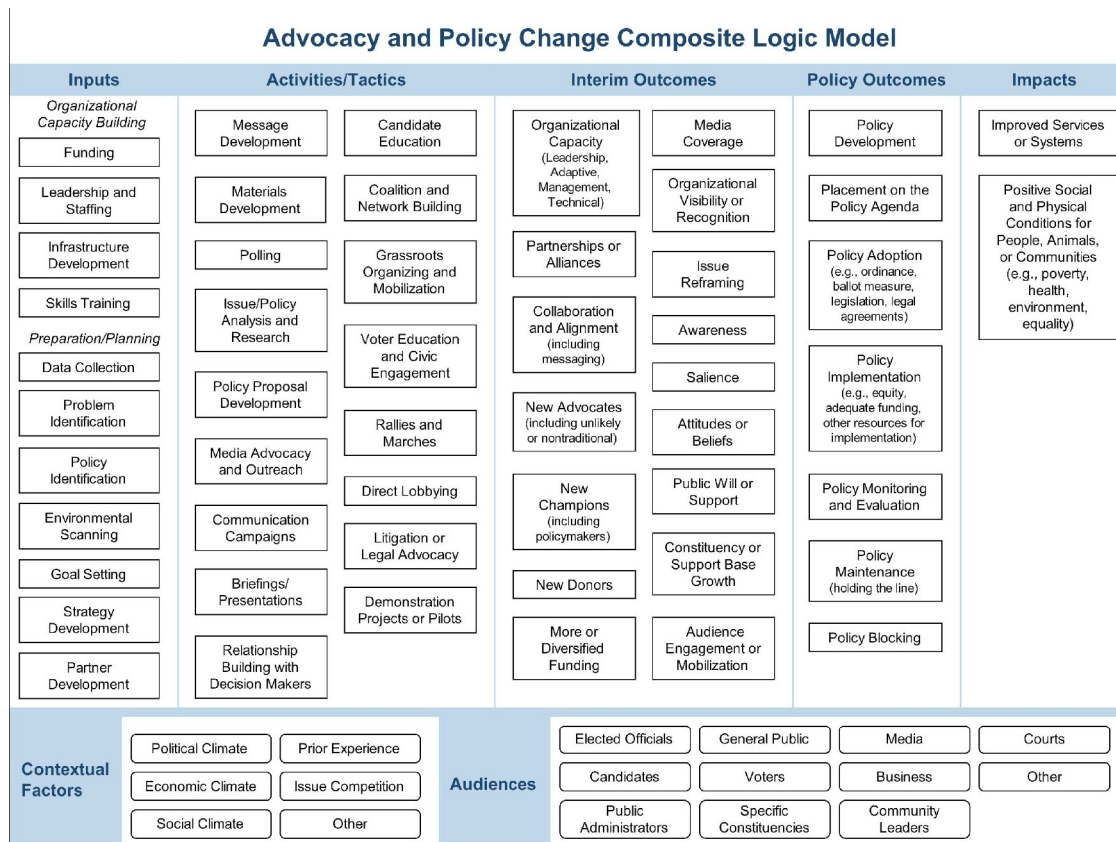 Advocacy and Policy Change Composite Logic Model
Inputs
Activities/Tactics
Interim Outcomes
Policy Outcomes
Impacts
Organizational
Capacity Building
Funding
Leadership and
Staffing
Infrastructure
Development
Skills Training
Preparation/Planning
Data Collection
Problem
Identification
Policy
Identification
Environmental
Scanning
Goal Setting
Strategy
Development
Partner
Development
Message
Development
Materials
Development
Polling
Issue/Policy
Analysis and
Research
Policy Proposal
Development
Media Advocacy
and Outreach
Communication
Campaigns
Briefings/
Presentations
Relationship
Building with
Decision Makers
Candidate
Education
Coalition and
Network Building
Grassroots
Organizing and
Mobilization
Voter Education
and Civic
Engagement
Rallies and
Marches
Direct Lobbying
Litigation or
Legal Advocacy
Demonstration
Projects or Pilots
Organizational
Capacity
(Leadership,
Adaptive,
Management,
Technical)
Partnerships or
Alliances
Collaboration
and Alignment
(including
messaging)
New Advocates
(including unlikely
or nontraditional)
New
Champions
(including
policymakers)
New Donors
More or
Diversified
Funding
Media
Coverage
Organizational
Visibility or
Recognition
Issue
Reframing
Awareness
Salience
Attitudes or
Beliefs
Public Will or
Support
Constituency or
Support Base
Growth
Audience
Engagement or
Mobilization
Policy
Development
Placement on the
Policy Agenda
Policy Adoption
(e.g., ordinance,
ballot measure,
legislation, legal
agreements)
Policy
Implementation
(e.g., equity,
adequate funding,
other resources for
implementation)
Policy Monitoring
and Evaluation
Policy
Maintenance
(holding the line)
Policy Blocking
Improved Services
or Systems
Positive Social
and Physical
Conditions for
People, Animals,
or Communities
(e.g., poverty,
health,
environment,
equality)
Contextual
Factors
Political Climate
Prior Experience
Economic Climate
Issue Competition
Social Climate
Other
Audiences
Elected Officials
General Public
Media
Courts
Candidates
Voters
Business
Other
Public
Administrators
Specific
Constituencies
Community
Leaders